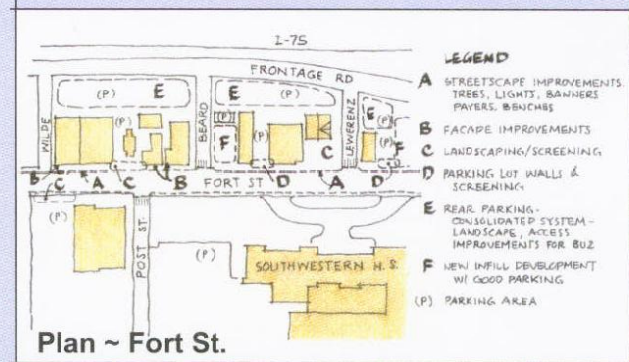 I-75
FRONTAGE RD
(P) E
E (P)
E
WILDE
(P)
BEARD
(P)
F
(P)
C
LEWERENZ
(P)
F
B C A C B FORT ST D A D
(P)
POST ST.
(P)
SOUTHWESTERN H.S.
Plan ~ Fort St.
LEGEND
A STREETSCAPE IMPROVEMENTS
TREES, LIGHTS, BANNERS
PAVERS, BENCHES
B FACADE IMPROVEMENTS
C LANDSCAPING/SCREENING
D PARKING LOT WALLS &
SCREENING
E REAR PARKING-
CONSOLIDATED SYSTEM-
LANDSCAPE, ACCESS
IMPROVEMENTS FOR BUZ
F NEW INFILL DEVELOPMENT
W/ GOOD PARKING
(P) PARKING AREA